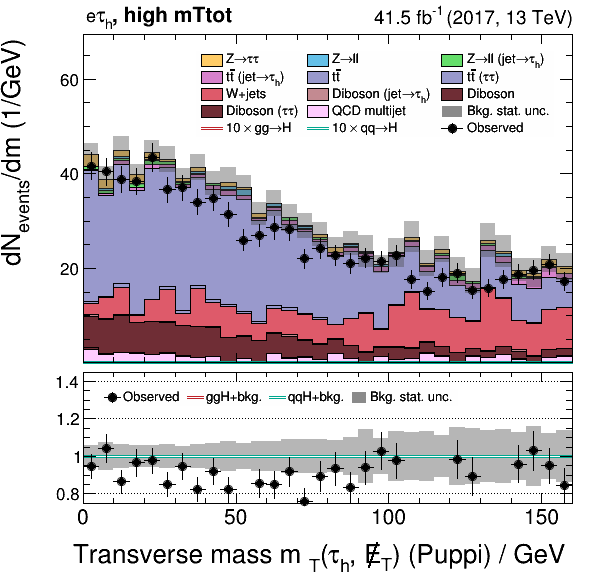 eτh, high mTtot 41.5 fb⁻¹ (2017, 13 TeV)
dN_events/dm (1/GeV)
60
40
20
Z→ττ Z→ll Z→ll (jet→τh)
tt̄ (jet→τh) tt̄ tt̄ (ττ)
W+jets Diboson (jet→τh) Diboson
Diboson (ττ) QCD multijet Bkg. stat. unc.
10 × gg→H 10 × qq→H Observed
1.4
1.2
1
0.8
Observed ggH+bkg. qqH+bkg. Bkg. stat. unc.
0 50 100 150
Transverse mass m_T(τh, E̸_T) (Puppi) / GeV